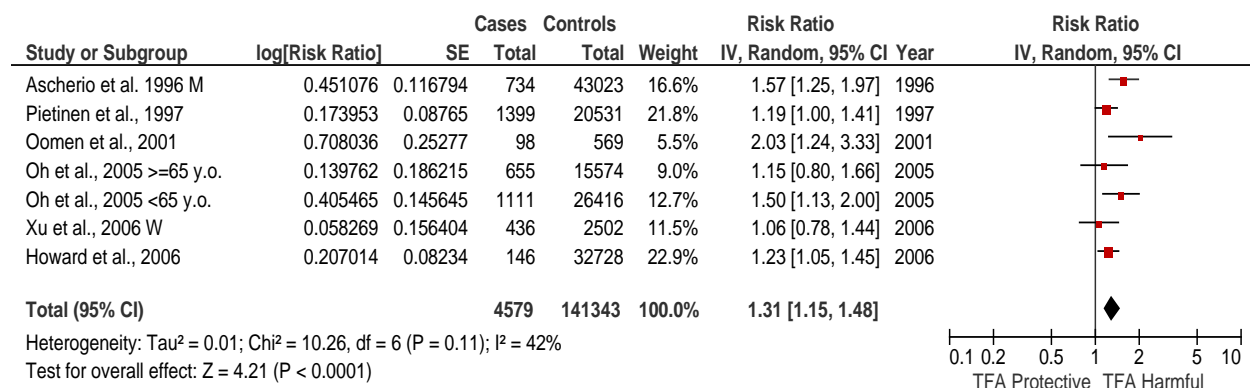 Cases Controls Risk Ratio Risk Ratio
Study or Subgroup log[Risk Ratio] SE Total Total Weight IV, Random, 95% CI Year IV, Random, 95% CI
Ascherio et al. 1996 M 0.451076 0.116794 734 43023 16.6% 1.57 [1.25, 1.97] 1996
Pietinen et al., 1997 0.173953 0.08765 1399 20531 21.8% 1.19 [1.00, 1.41] 1997
Oomen et al., 2001 0.708036 0.25277 98 569 5.5% 2.03 [1.24, 3.33] 2001
Oh et al., 2005 >=65 y.o. 0.139762 0.186215 655 15574 9.0% 1.15 [0.80, 1.66] 2005
Oh et al., 2005 <65 y.o. 0.405465 0.145645 1111 26416 12.7% 1.50 [1.13, 2.00] 2005
Xu et al., 2006 W 0.058269 0.156404 436 2502 11.5% 1.06 [0.78, 1.44] 2006
Howard et al., 2006 0.207014 0.08234 146 32728 22.9% 1.23 [1.05, 1.45] 2006
Total (95% CI) 4579 141343 100.0% 1.31 [1.15, 1.48]
Heterogeneity: Tau² = 0.01; Chi² = 10.26, df = 6 (P = 0.11); I² = 42%
Test for overall effect: Z = 4.21 (P < 0.0001)
0.1 0.2 0.5 1 2 5 10
TFA Protective TFA Harmful